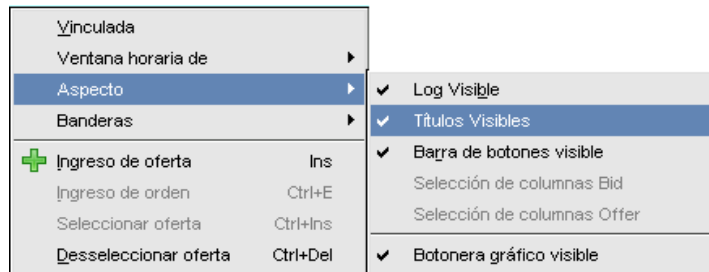 Vinculada
Ventana horaria de
Aspecto
Banderas
Ingreso de oferta Ins
Ingreso de orden Ctrl+E
Seleccionar oferta Ctrl+Ins
Desseleccionar oferta Ctrl+Del
Log Visible
Títulos Visibles
Barra de botones visible
Selección de columnas Bid
Selección de columnas Offer
Botonera gráfico visible